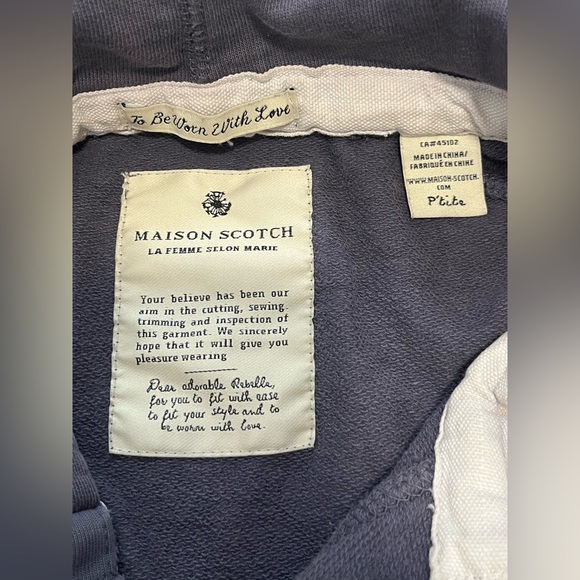 To Be Worn With Love
CA#45102
MADE IN CHINA/
FABRIQUÉ EN CHINE
WWW.MAISON-SCOTCH.
COM
P'tite
MAISON SCOTCH
LA FEMME SELON MARIE
Your believe has been our
aim in the cutting, sewing.
trimming and inspection of
this garment. We sincerely
hope that it will give you
pleasure wearing
Dear adorable Rebelle,
for you to fit with ease
to fit your style and to
be worn with love.